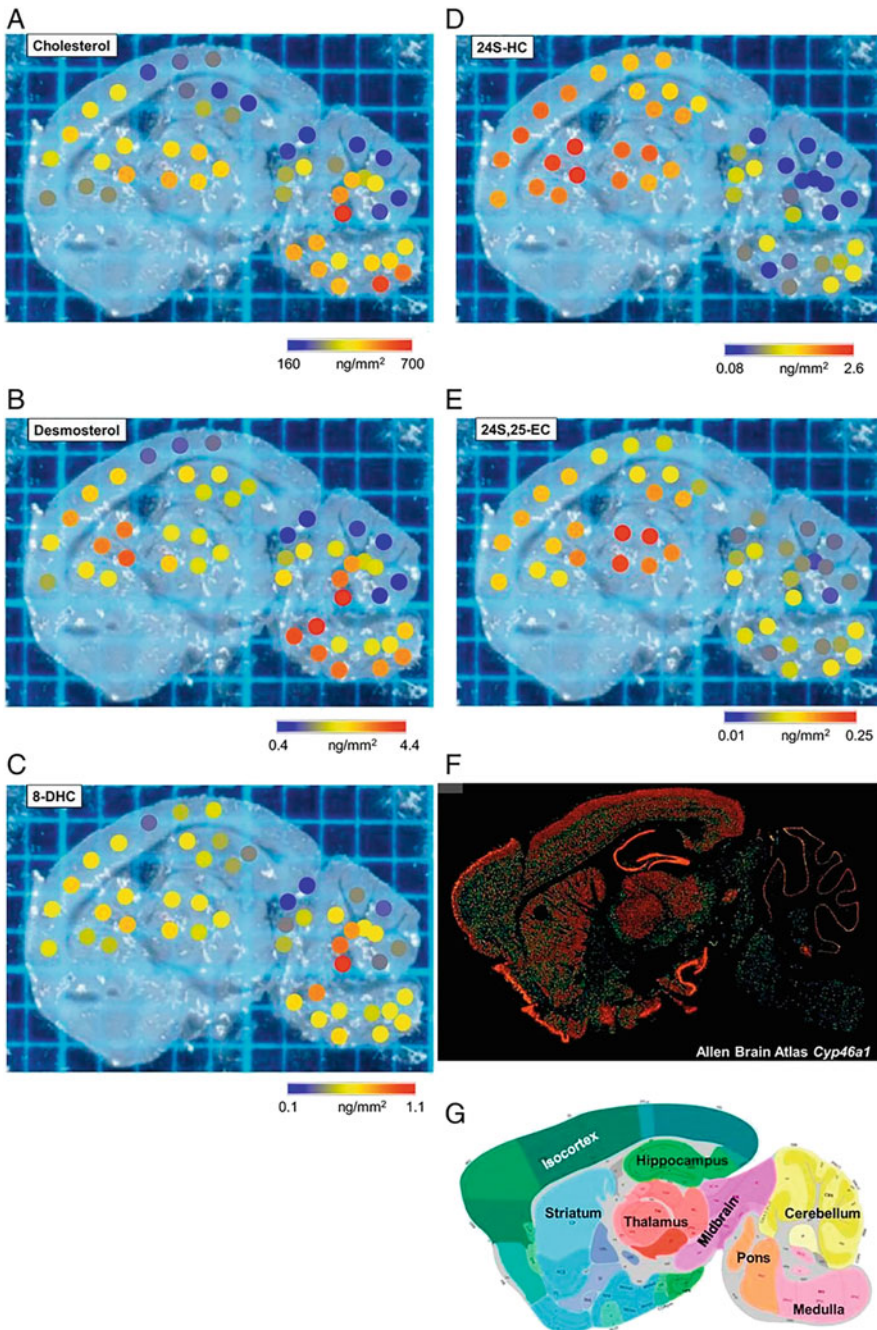 A
Cholesterol
160 ng/mm² 700
B
Desmosterol
0.4 ng/mm² 4.4
C
8-DHC
0.1 ng/mm² 1.1
D
24S-HC
0.08 ng/mm² 2.6
E
24S,25-EC
0.01 ng/mm² 0.25
F
Allen Brain Atlas Cyp46a1
G
Isocortex
Hippocampus
Striatum
Thalamus
Midbrain
Cerebellum
Pons
Medulla